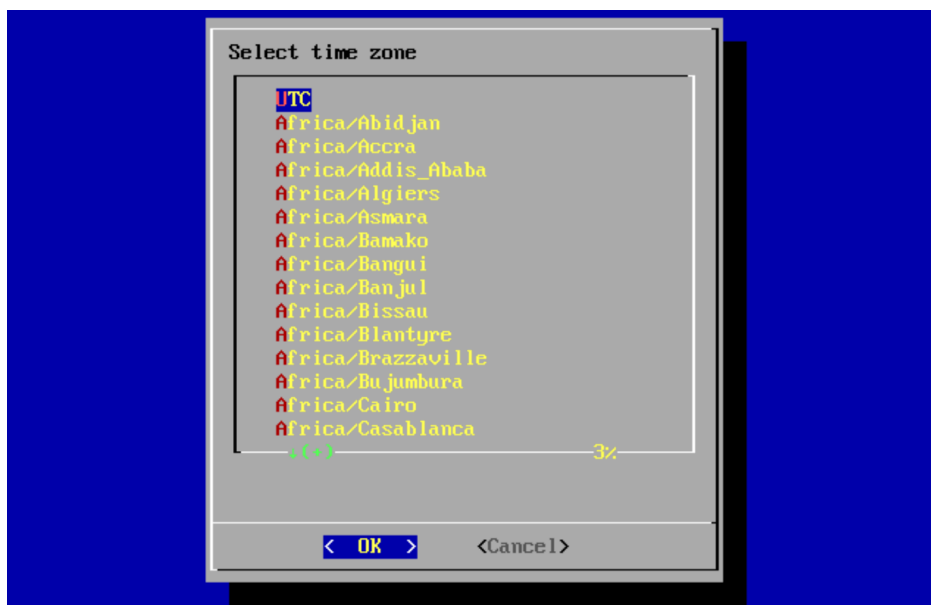 Select time zone
UTC
Africa/Abidjan
Africa/Accra
Africa/Addis_Ababa
Africa/Algiers
Africa/Asmara
Africa/Bamako
Africa/Bangui
Africa/Banjul
Africa/Bissau
Africa/Blantyre
Africa/Brazzaville
Africa/Bujumbura
Africa/Cairo
Africa/Casablanca
↓(+) 3%
< OK > <Cancel>